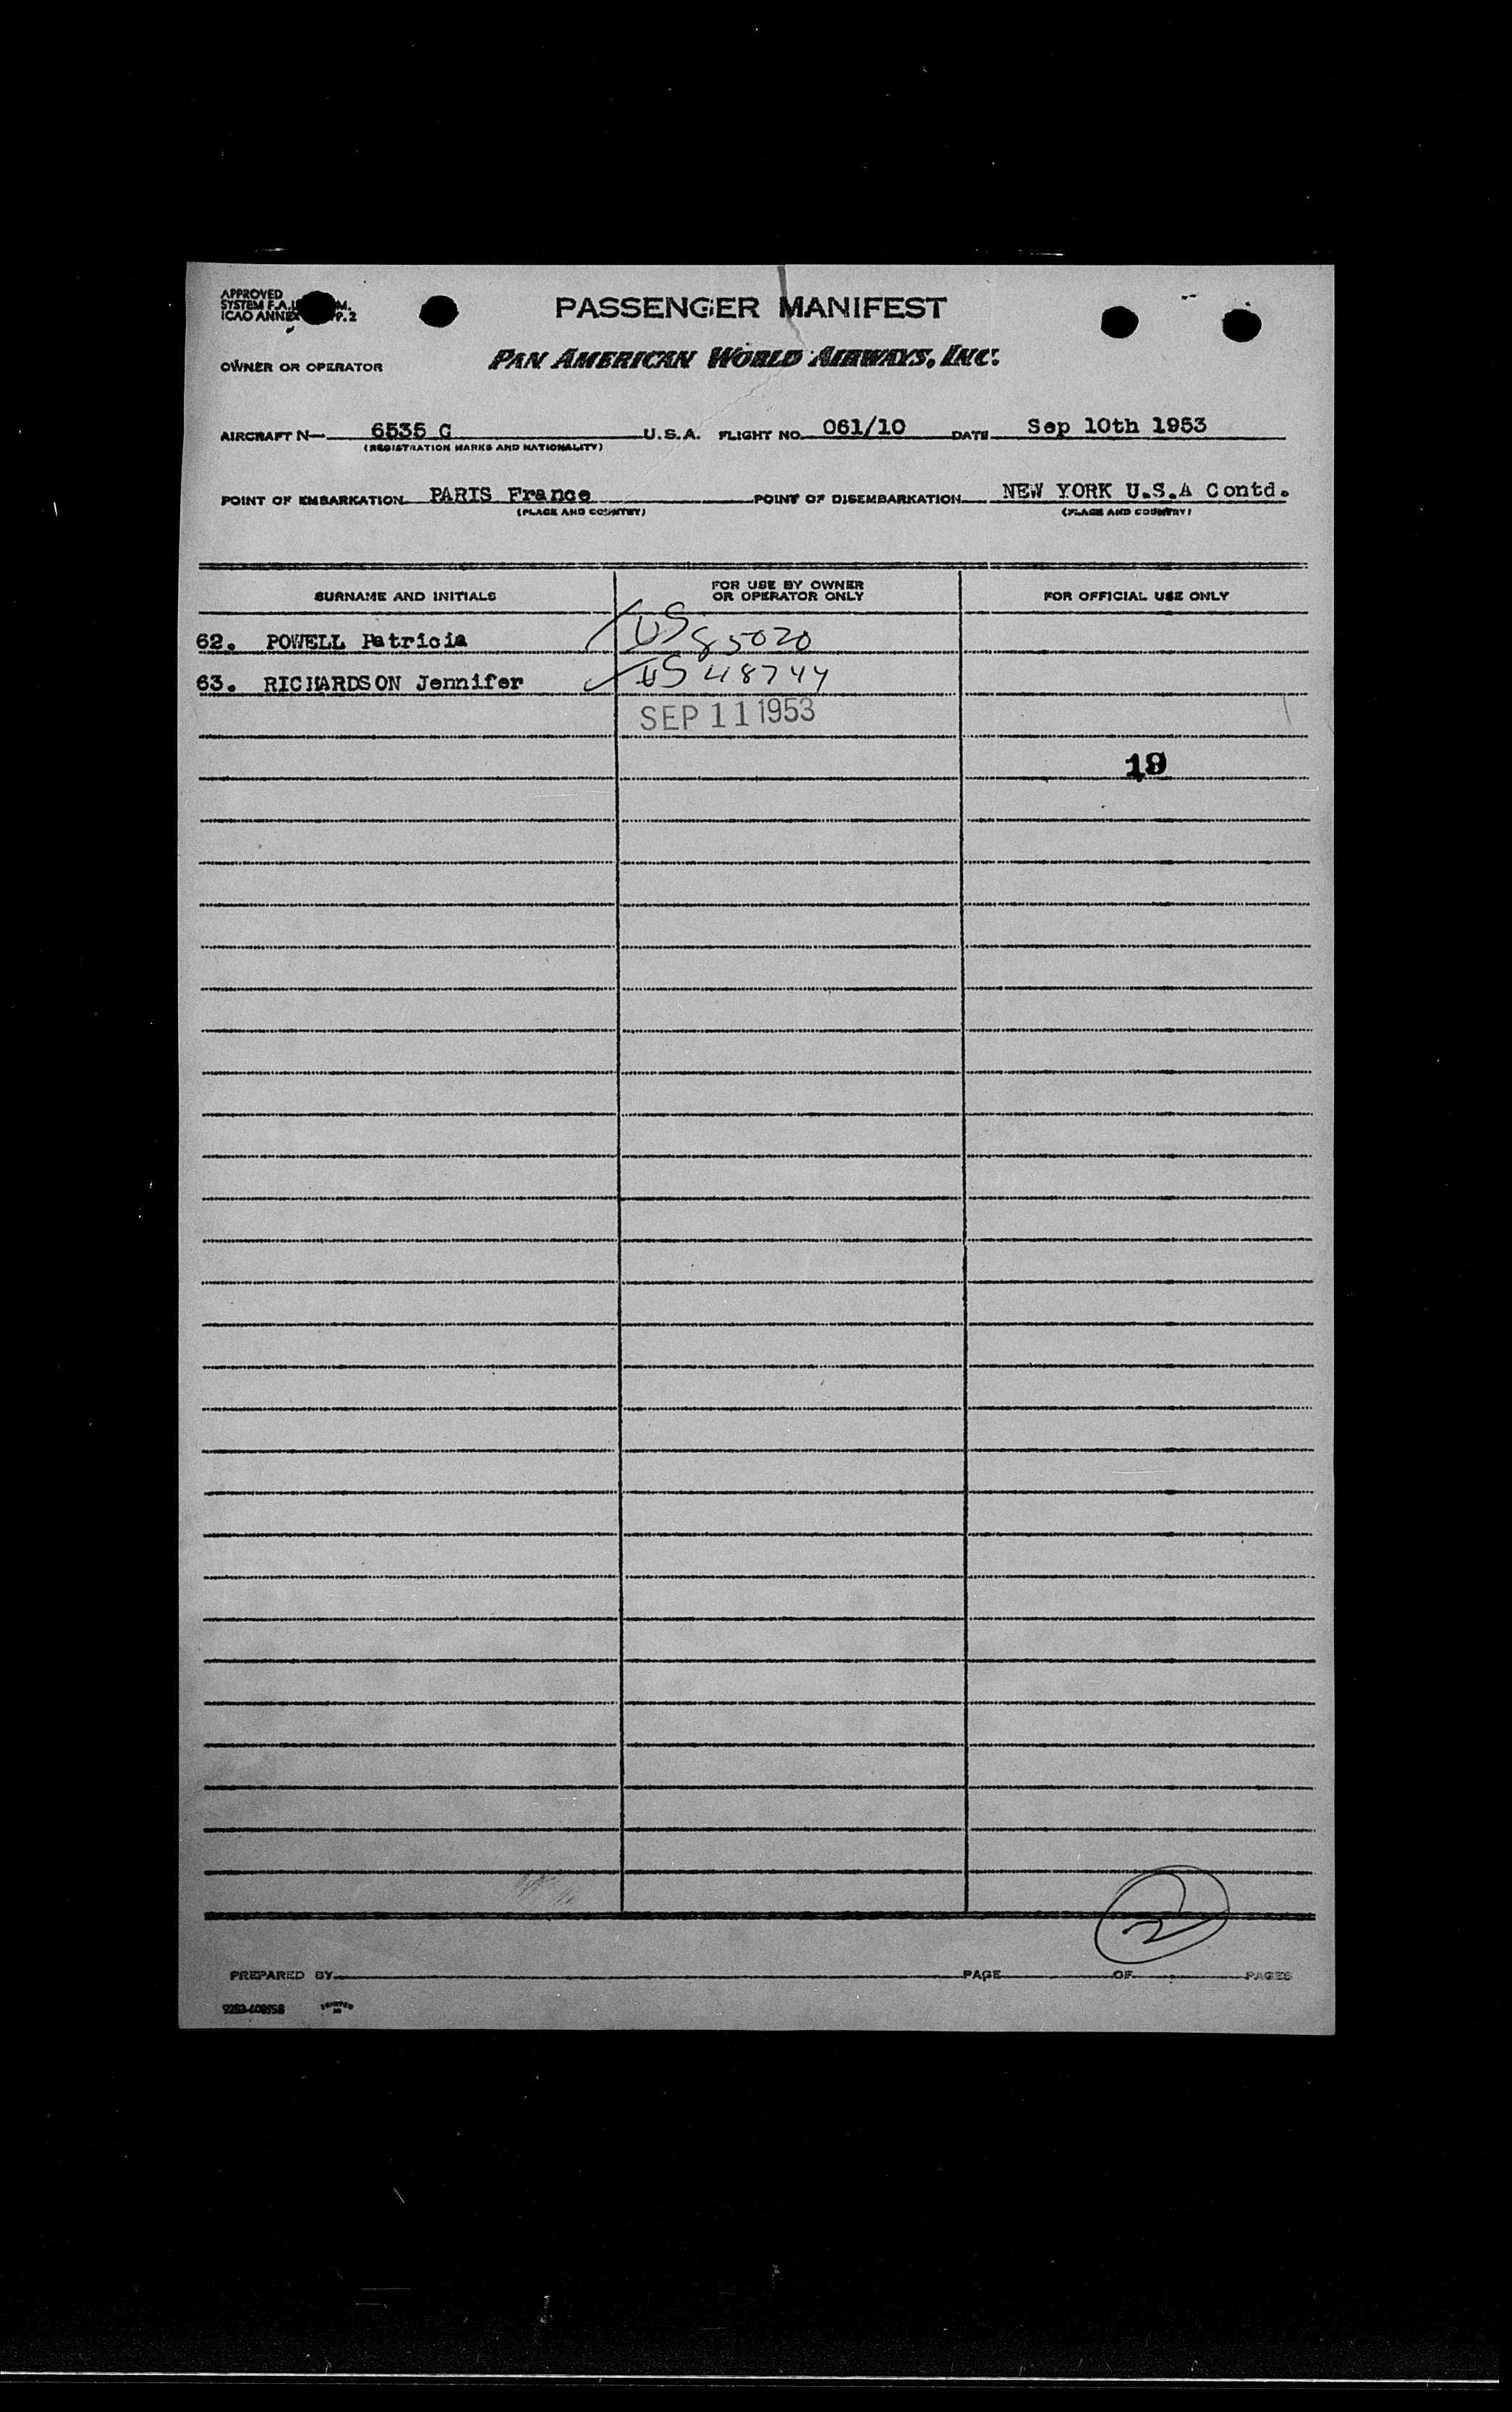 APPROVED
SYSTEM F.A.L. M.
ICAO ANNEX P. 2
PASSENGER MANIFEST
OWNER OR OPERATOR
PAN AMERICAN WORLD AIRWAYS, INC.
AIRCRAFT N— 6535 C U.S.A. FLIGHT NO. 061/10 DATE Sep 10th 1953
(REGISTRATION MARKS AND NATIONALITY)
POINT OF EMBARKATION PARIS France POINT OF DISEMBARKATION NEW YORK U.S.A Contd.
(PLACE AND COUNTRY) (PLACE AND COUNTRY)
SURNAME AND INITIALS FOR USE BY OWNER OR OPERATOR ONLY FOR OFFICIAL USE ONLY
62. POWELL Patricia US 85020
63. RICHARDSON Jennifer US 48744
SEP 11 1953
19
2
PREPARED BY PAGE OF PAGES